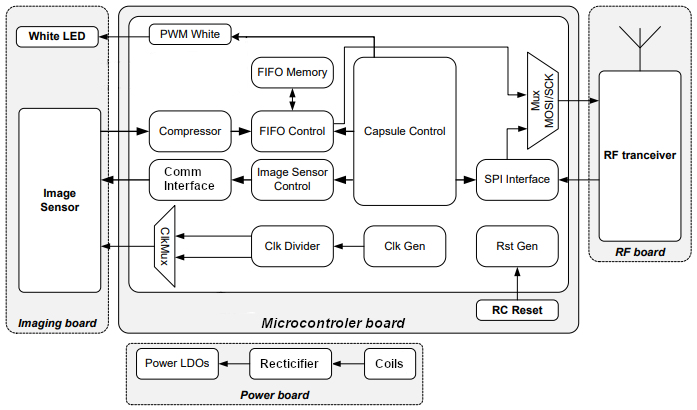 White LED
PWM White
FIFO Memory
Compressor
FIFO Control
Capsule Control
Mux
MOSI/SCK
RF tranceiver
Image
Sensor
Comm
Interface
Image Sensor
Control
SPI Interface
ClkMux
Clk Divider
Clk Gen
Rst Gen
RF board
RC Reset
Imaging board
Microcontroler board
Power LDOs
Recticifier
Coils
Power board